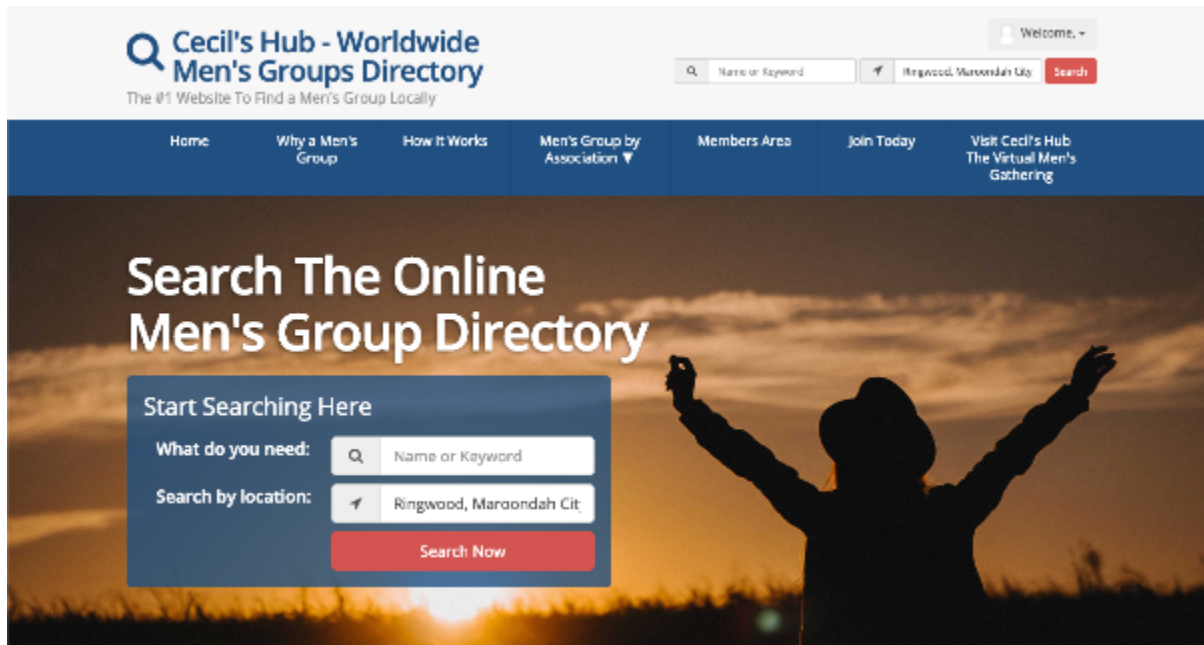 Cecil's Hub - Worldwide
Men's Groups Directory
The #1 Website To Find a Men's Group Locally
Welcome,
Name or Keyword
Ringwood, Maroondah City,
Search
Home
Why a Men's
Group
How It Works
Men's Group by
Association ▼
Members Area
Join Today
Visit Cecil's Hub
The Virtual Men's
Gathering
Search The Online
Men's Group Directory
Start Searching Here
What do you need:
Name or Keyword
Search by location:
Ringwood, Maroondah City
Search Now